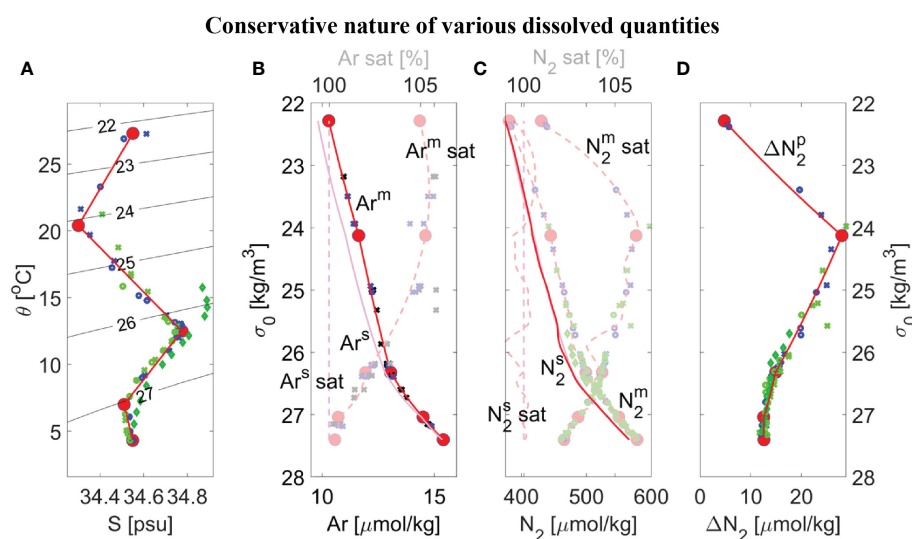 Conservative nature of various dissolved quantities
Ar sat [%]
N₂ sat [%]
A
B
C
D
100
105
100
105
22
23
24
25
26
27
25
20
15
10
5
θ [°C]
34.4 34.6 34.8
S [psu]
22
23
24
25
26
27
28
σ₀ [kg/m³]
Arᵐ sat
Arᵐ
Arˢ
Arˢ sat
10
15
Ar [μmol/kg]
N₂ᵐ sat
N₂ˢ
N₂ᵐ
N₂ˢ sat
400
500
600
N₂ [μmol/kg]
ΔN₂ᵖ
22
23
24
25
26
27
28
σ₀ [kg/m³]
0
10
20
ΔN₂ [μmol/kg]